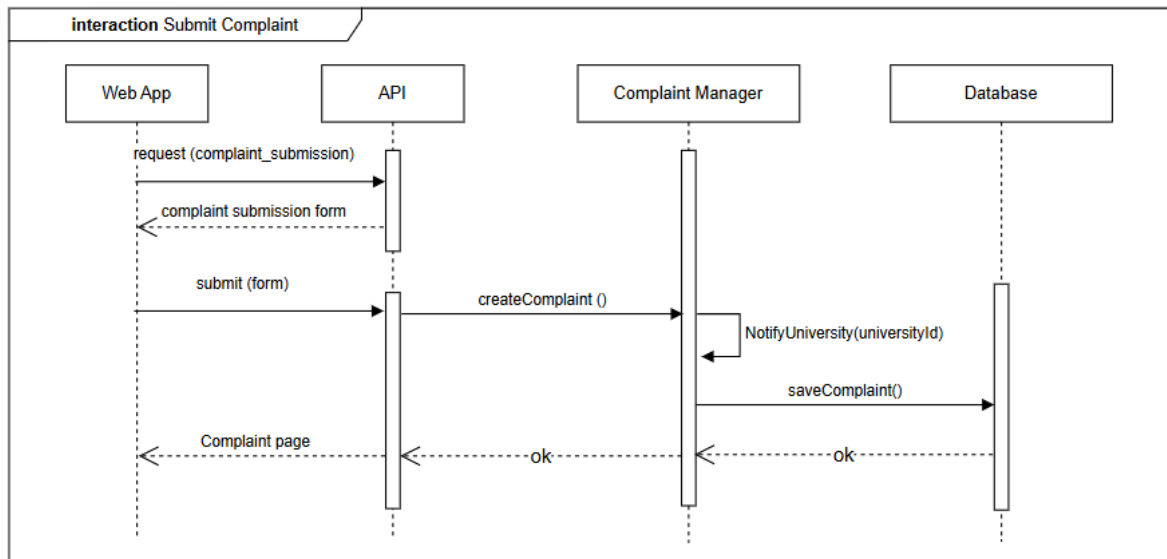 interaction Submit Complaint
Web App
API
Complaint Manager
Database
request (complaint_submission)
complaint submission form
submit (form)
createComplaint ()
NotifyUniversity(universityId)
saveComplaint()
Complaint page
ok
ok